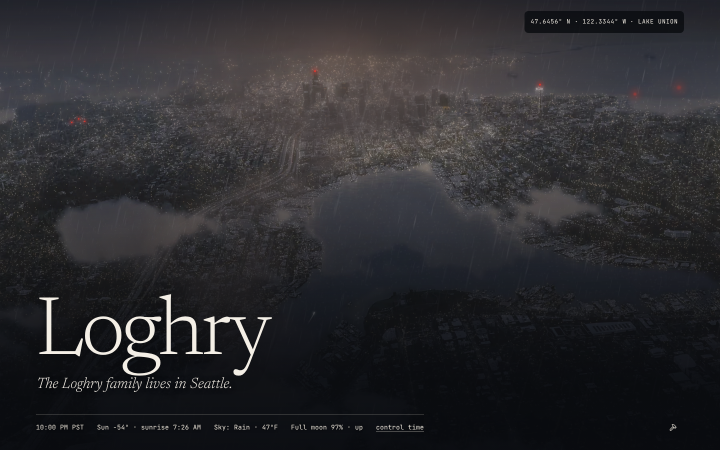 47.6456° N · 122.3344° W · LAKE UNION
Loghry
The Loghry family lives in Seattle.
10:00 PM PST Sun -54° · sunrise 7:26 AM Sky: Rain · 47°F Full moon 97% · up control time